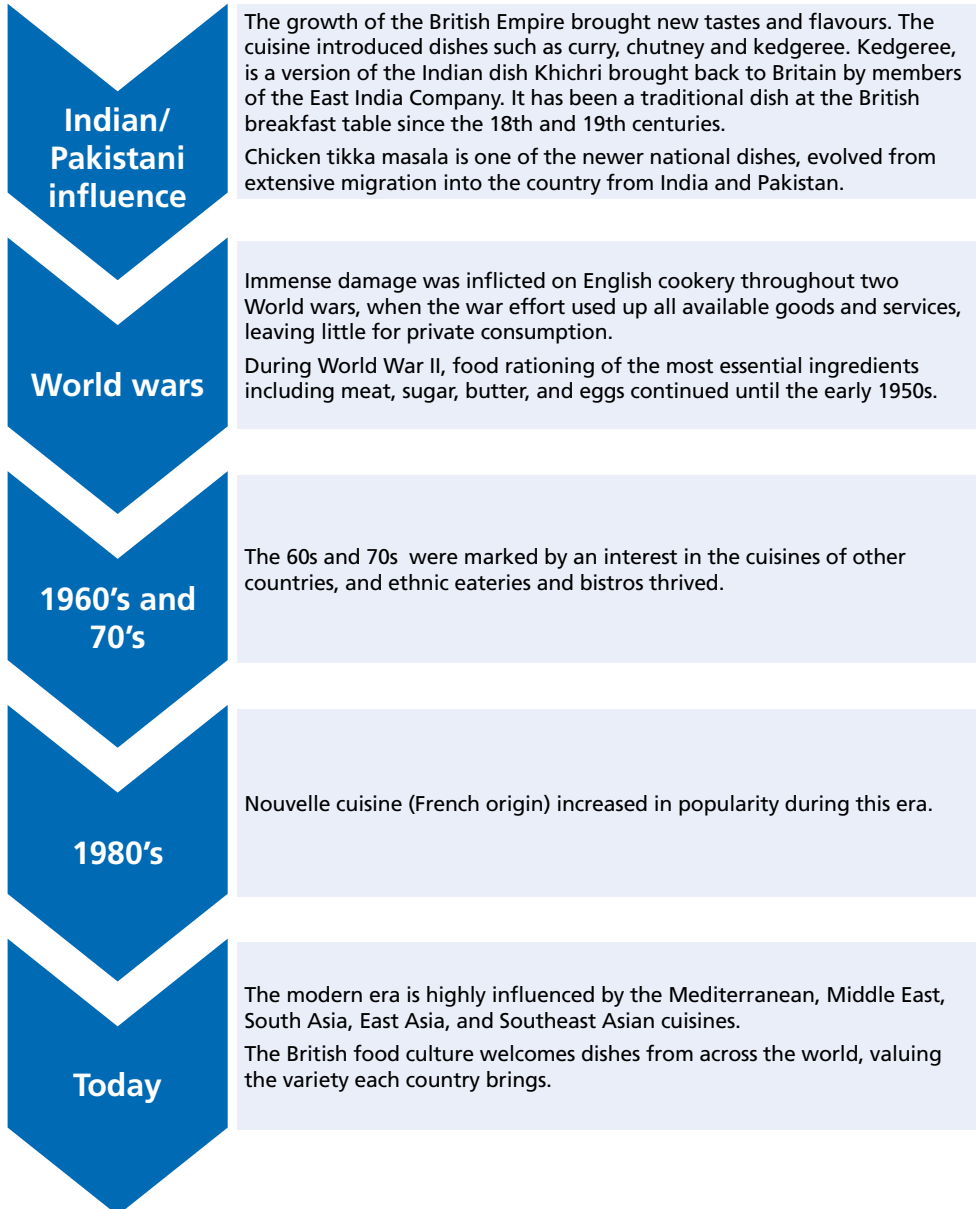 Indian/
Pakistani
influence
The growth of the British Empire brought new tastes and flavours. The
cuisine introduced dishes such as curry, chutney and kedgeree. Kedgeree,
is a version of the Indian dish Khichri brought back to Britain by members
of the East India Company. It has been a traditional dish at the British
breakfast table since the 18th and 19th centuries.
Chicken tikka masala is one of the newer national dishes, evolved from
extensive migration into the country from India and Pakistan.
World wars
Immense damage was inflicted on English cookery throughout two
World wars, when the war effort used up all available goods and services,
leaving little for private consumption.
During World War II, food rationing of the most essential ingredients
including meat, sugar, butter, and eggs continued until the early 1950s.
1960’s and
70’s
The 60s and 70s  were marked by an interest in the cuisines of other
countries, and ethnic eateries and bistros thrived.
1980’s
Nouvelle cuisine (French origin) increased in popularity during this era.
Today
The modern era is highly influenced by the Mediterranean, Middle East,
South Asia, East Asia, and Southeast Asian cuisines.
The British food culture welcomes dishes from across the world, valuing
the variety each country brings.